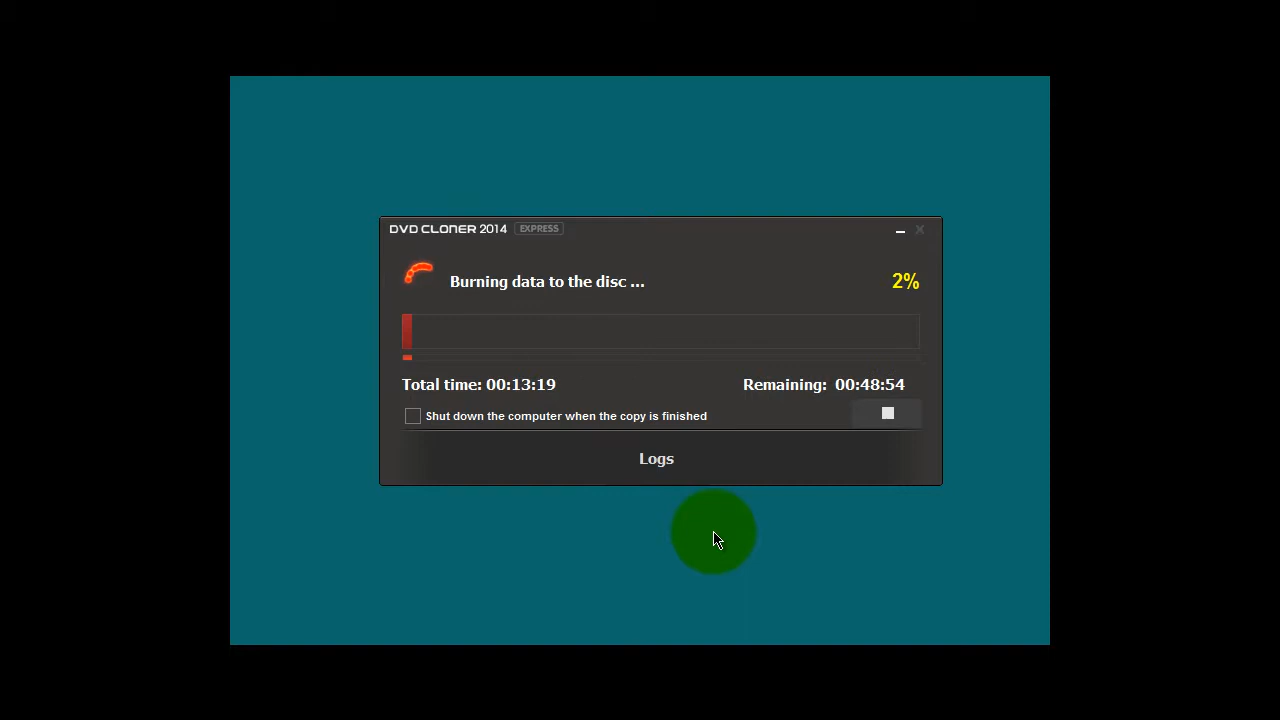 DVD CLONER 2014 EXPRESS
Burning data to the disc ... 2%
Total time: 00:13:19 Remaining: 00:48:54
Shut down the computer when the copy is finished
Logs